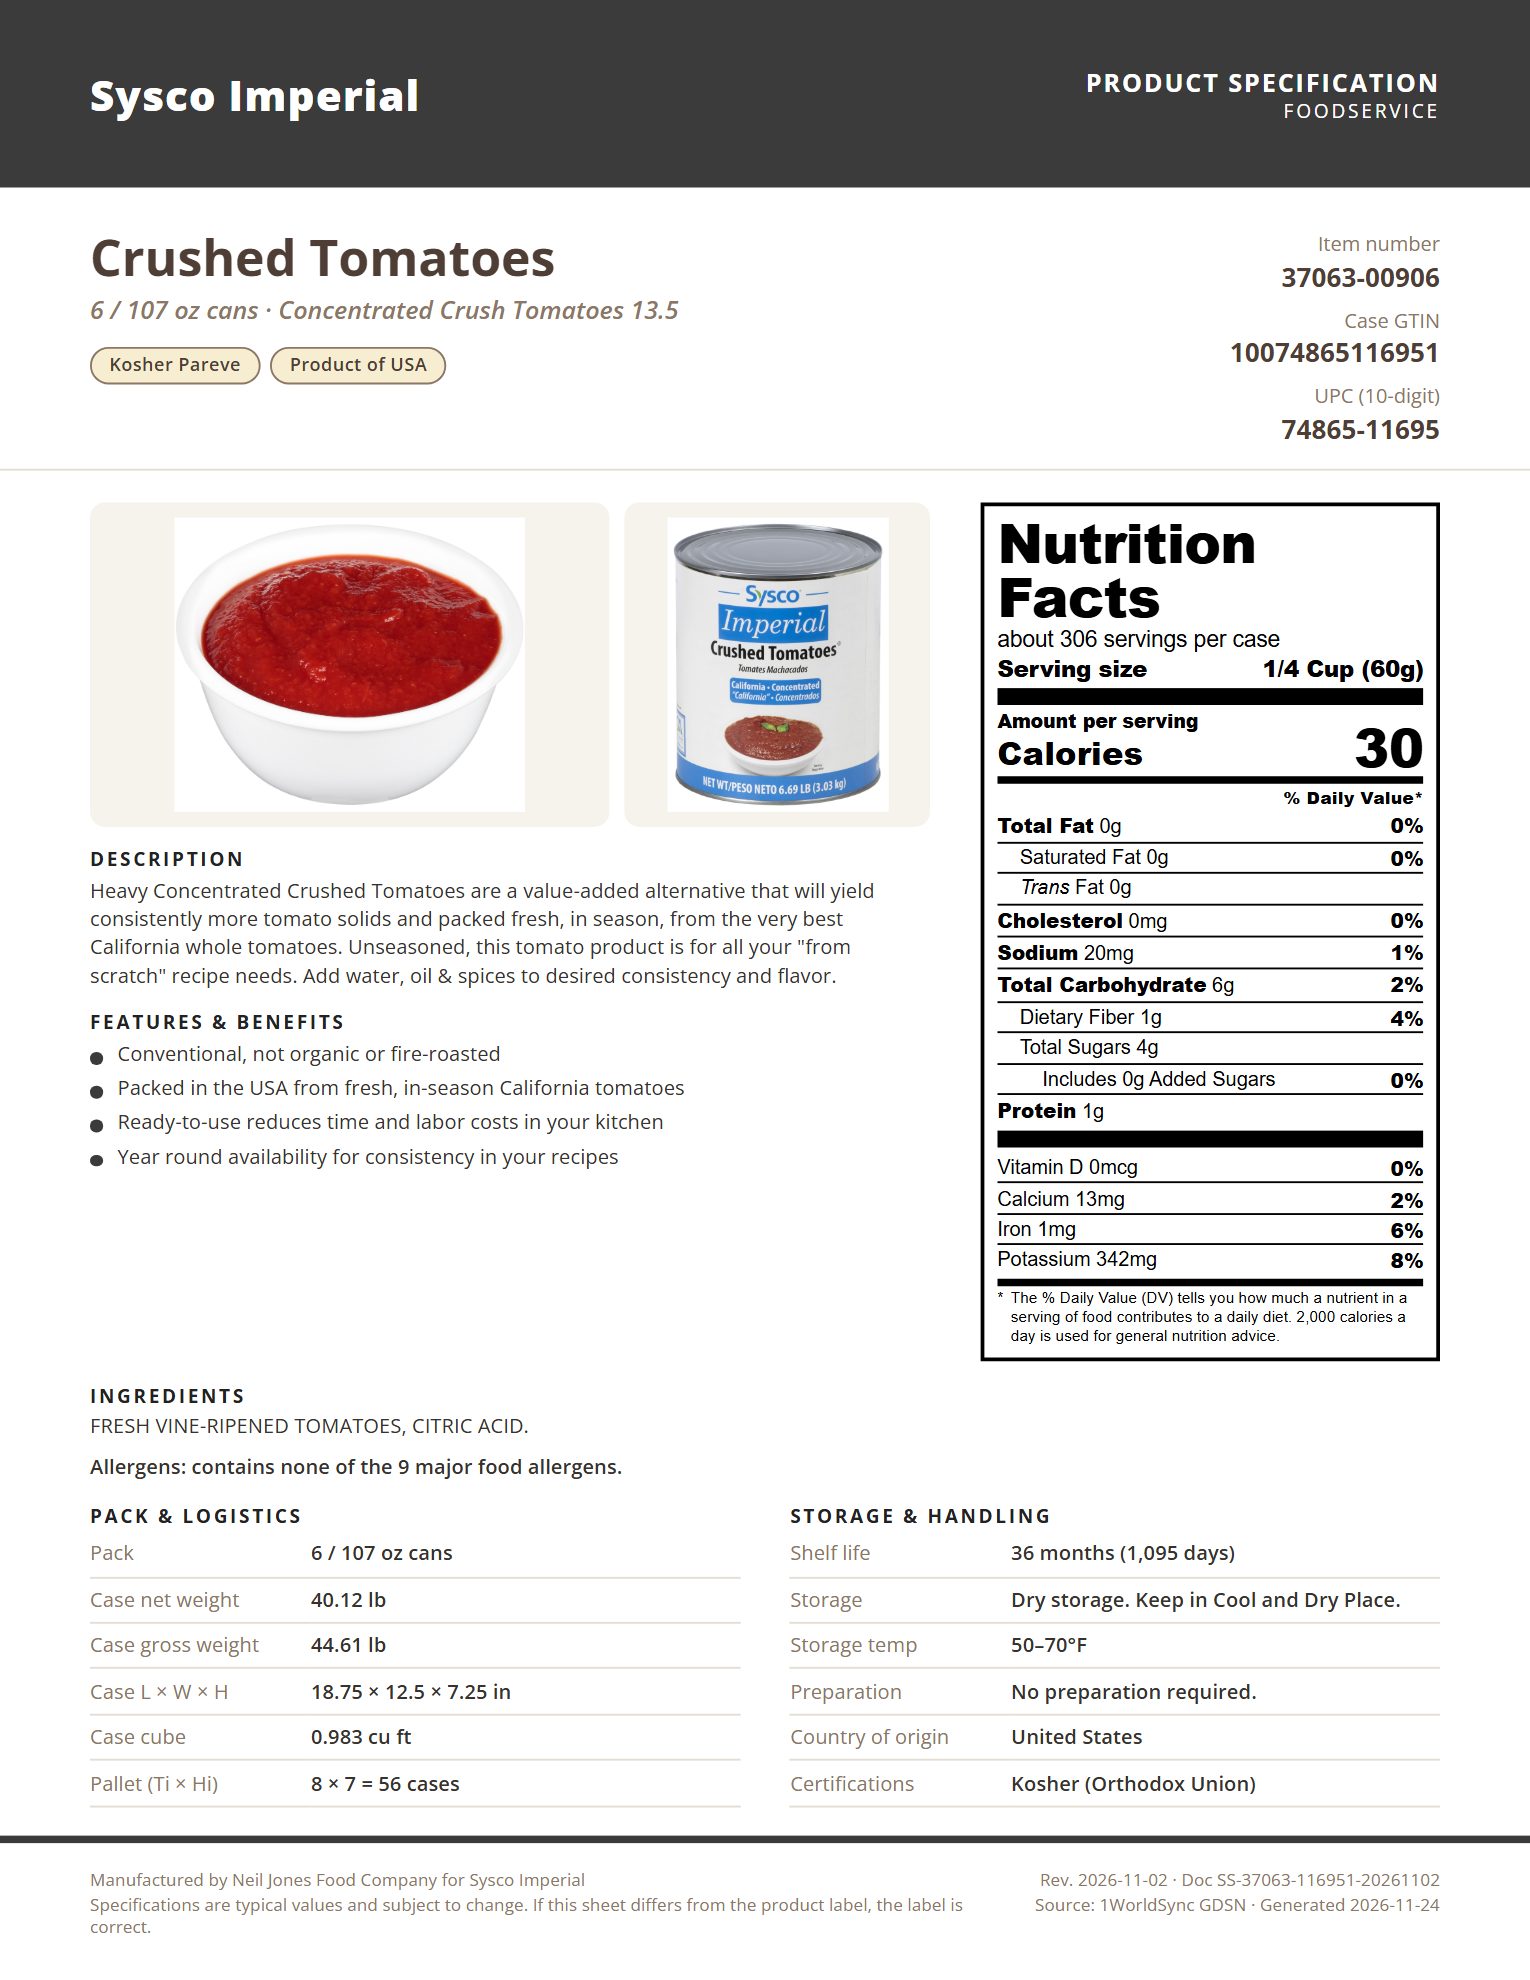 Sysco Imperial
PRODUCT SPECIFICATION
FOODSERVICE
Crushed Tomatoes
6 / 107 oz cans · Concentrated Crush Tomatoes 13.5
Kosher Pareve
Product of USA
Item number
37063-00906
Case GTIN
10074865116951
UPC (10-digit)
74865-11695
Sysco
Imperial
Crushed Tomatoes
Tomates Machacados
California • Concentrated
"California" • Concentrados
NET WT/PESO NETO 6.69 LB (3.03 kg)
DESCRIPTION
Heavy Concentrated Crushed Tomatoes are a value-added alternative that will yield
consistently more tomato solids and packed fresh, in season, from the very best
California whole tomatoes. Unseasoned, this tomato product is for all your "from
scratch" recipe needs. Add water, oil & spices to desired consistency and flavor.
FEATURES & BENEFITS
Conventional, not organic or fire-roasted
Packed in the USA from fresh, in-season California tomatoes
Ready-to-use reduces time and labor costs in your kitchen
Year round availability for consistency in your recipes
Nutrition
Facts
about 306 servings per case
Serving size 1/4 Cup (60g)
Amount per serving
Calories 30
% Daily Value*
Total Fat 0g 0%
Saturated Fat 0g 0%
Trans Fat 0g
Cholesterol 0mg 0%
Sodium 20mg 1%
Total Carbohydrate 6g 2%
Dietary Fiber 1g 4%
Total Sugars 4g
Includes 0g Added Sugars 0%
Protein 1g
Vitamin D 0mcg 0%
Calcium 13mg 2%
Iron 1mg 6%
Potassium 342mg 8%
* The % Daily Value (DV) tells you how much a nutrient in a
serving of food contributes to a daily diet. 2,000 calories a
day is used for general nutrition advice.
INGREDIENTS
FRESH VINE-RIPENED TOMATOES, CITRIC ACID.
Allergens: contains none of the 9 major food allergens.
PACK & LOGISTICS
Pack 6 / 107 oz cans
Case net weight 40.12 lb
Case gross weight 44.61 lb
Case L × W × H 18.75 × 12.5 × 7.25 in
Case cube 0.983 cu ft
Pallet (Ti × Hi) 8 × 7 = 56 cases
STORAGE & HANDLING
Shelf life 36 months (1,095 days)
Storage Dry storage. Keep in Cool and Dry Place.
Storage temp 50–70°F
Preparation No preparation required.
Country of origin United States
Certifications Kosher (Orthodox Union)
Manufactured by Neil Jones Food Company for Sysco Imperial
Specifications are typical values and subject to change. If this sheet differs from the product label, the label is
correct.
Rev. 2026-11-02 · Doc SS-37063-116951-20261102
Source: 1WorldSync GDSN · Generated 2026-11-24